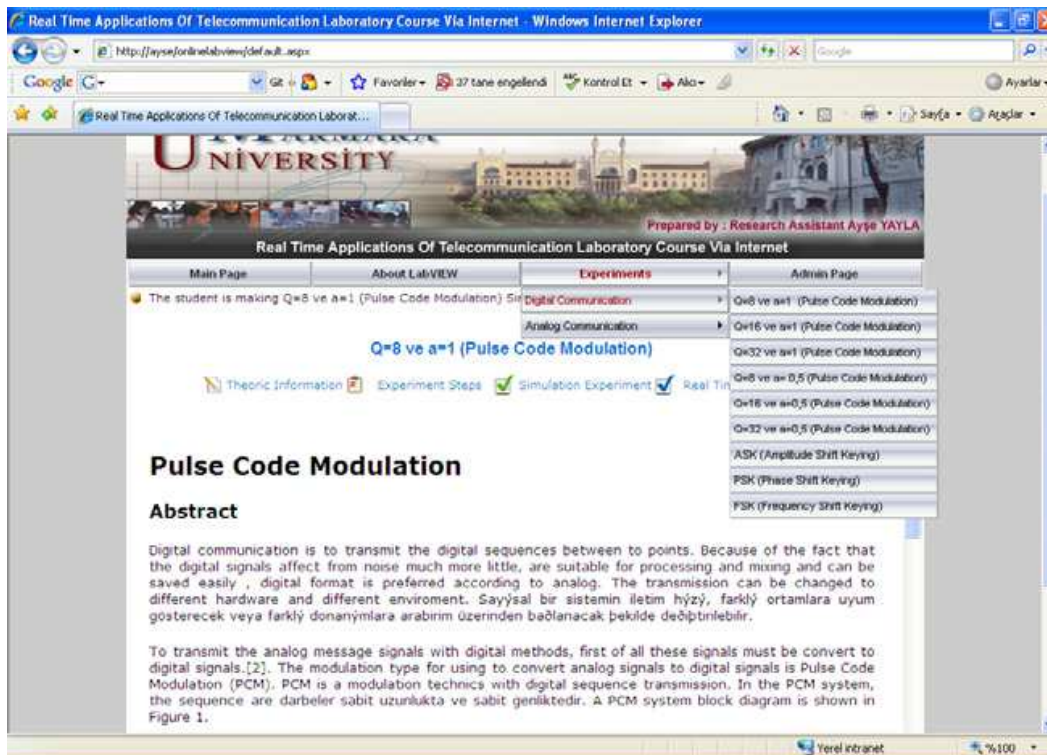 Real Time Applications Of Telecommunication Laboratory Course Via Internet - Windows Internet Explorer
http://ayse/onlinelabview/default.aspx
Google
Google G
Git
Favoriler
37 tane engellendi
Kontrol Et
Ayarlar
Real Time Applications Of Telecommunication Laborat...
Sayfa
Araçlar
UNİVERSİTY
Prepared by : Research Assistant Ayşe YAYLA
Real Time Applications Of Telecommunication Laboratory Course Via Internet
Main Page
About LabVIEW
Experiments
Admin Page
The student is making Q=8 ve a=1 (Pulse Code Modulation)
Digital Communication
Analog Communication
Q=8 ve a=1 (Pulse Code Modulation)
Q=16 ve a=1 (Pulse Code Modulation)
Q=32 ve a=1 (Pulse Code Modulation)
Q=8 ve a= 0,5 (Pulse Code Modulation)
Q=16 ve a=0,5 (Pulse Code Modulation)
Q=32 ve a=0,5 (Pulse Code Modulation)
ASK (Amplitude Shift Keying)
PSK (Phase Shift Keying)
FSK (Frequency Shift Keying)
Q=8 ve a=1 (Pulse Code Modulation)
Theoric Information
Experiment Steps
Simulation Experiment
Real Tin
Pulse Code Modulation
Abstract
Digital communication is to transmit the digital sequences between to points. Because of the fact that
the digital signals affect from noise much more little, are suitable for processing and mixing and can be
saved easily , digital format is preferred according to analog. The transmission can be changed to
different hardware and different enviroment. Sayýsal bir sistemin iletim hýzý, farklý ortamlara uyum
gosterecek veya farklý donanýmlara arabirim üzerinden baðlanacak þekilde deðiþtirilebilir.
To transmit the analog message signals with digital methods, first of all these signals must be convert to
digital signals.[2]. The modulation type for using to convert analog signals to digital signals is Pulse Code
Modulation (PCM). PCM is a modulation technics with digital sequence transmission. In the PCM system,
the sequence are darbeler sabit uzunlukta ve sabit genliktedir. A PCM system block diagram is shown in
Figure 1.
Yerel intranet
%100